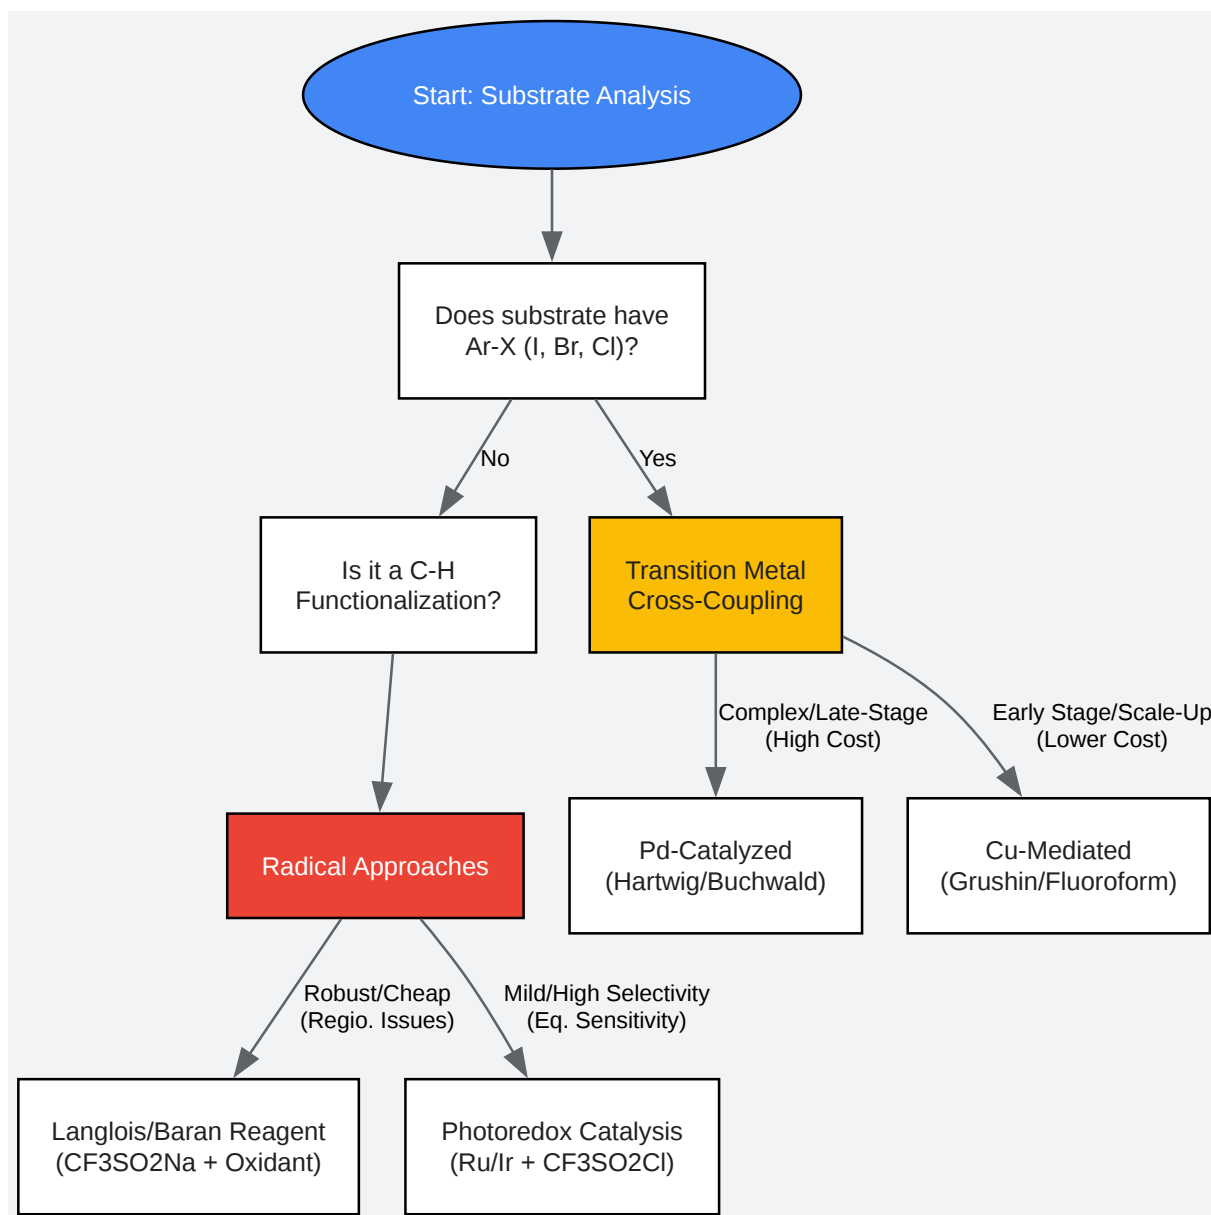 Start: Substrate Analysis
Does substrate have
Ar-X (I, Br, Cl)?
No
Yes
Is it a C-H
Functionalization?
Transition Metal
Cross-Coupling
Complex/Late-Stage
(High Cost)
Early Stage/Scale-Up
(Lower Cost)
Radical Approaches
Pd-Catalyzed
(Hartwig/Buchwald)
Cu-Mediated
(Grushin/Fluoroform)
Robust/Cheap
(Regio. Issues)
Mild/High Selectivity
(Eq. Sensitivity)
Langlois/Baran Reagent
(CF3SO2Na + Oxidant)
Photoredox Catalysis
(Ru/Ir + CF3SO2Cl)